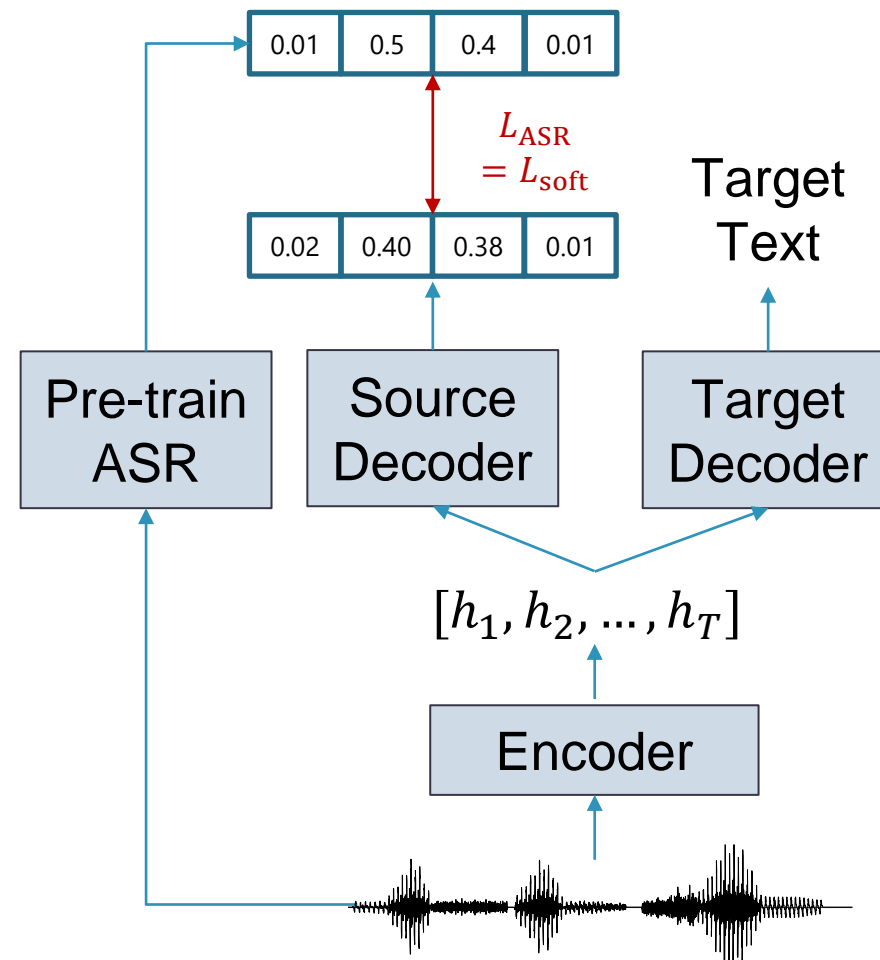 0.01 0.5 0.4 0.01
L_ASR
= L_soft
0.02 0.40 0.38 0.01
Target
Text
Pre-train
ASR
Source
Decoder
Target
Decoder
[h_1, h_2, … , h_T]
Encoder